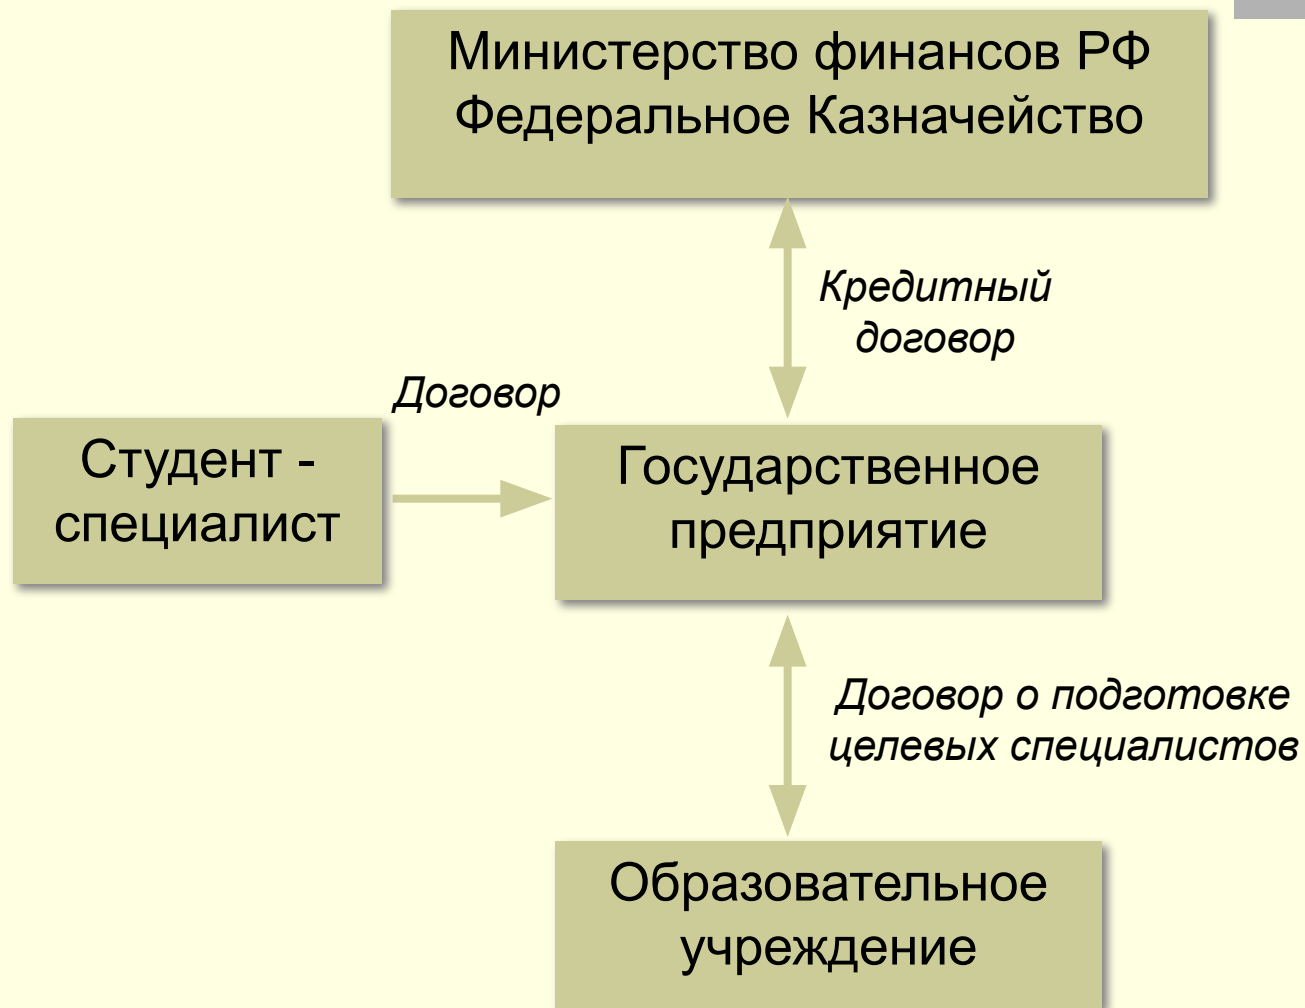 Министерство финансов РФ
Федеральное Казначейство
Кредитный
договор
Договор
Студент -
специалист
Государственное
предприятие
Договор о подготовке
целевых специалистов
Образовательное
учреждение